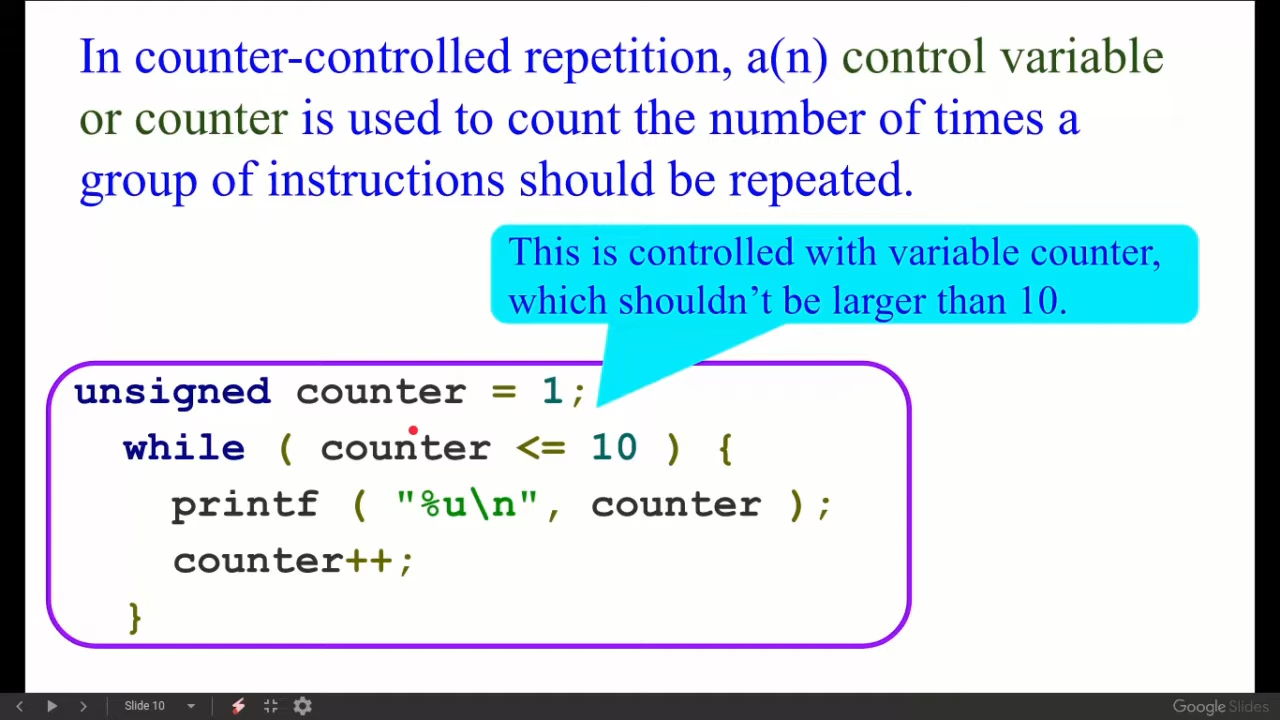 In counter-controlled repetition, a(n) control variable
or counter is used to count the number of times a
group of instructions should be repeated.
This is controlled with variable counter,
which shouldn’t be larger than 10.
unsigned counter = 1;
while ( counter <= 10 ) {
printf ( "%u\n", counter );
counter++;
}
Slide 10
Google Slides